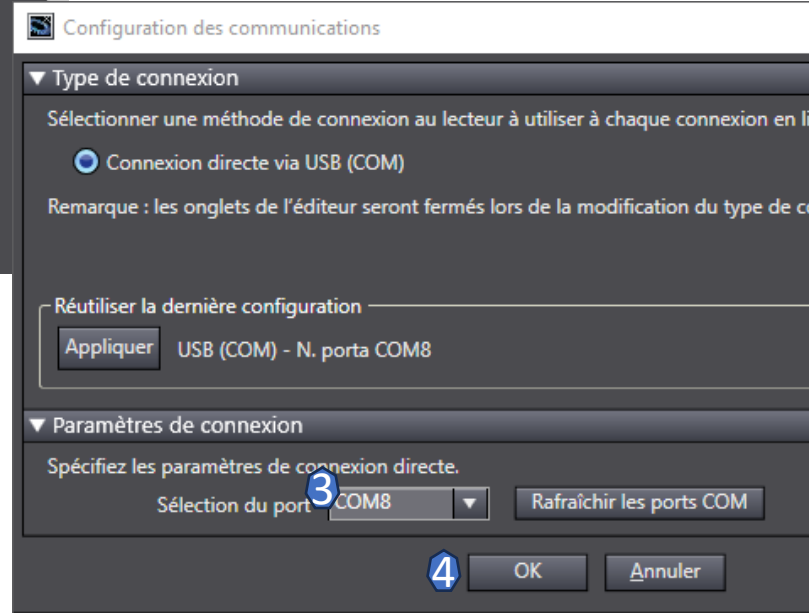 Configuration des communications
Type de connexion
Sélectionner une méthode de connexion au lecteur à utiliser à chaque connexion en li
Connexion directe via USB (COM)
Remarque : les onglets de l'éditeur seront fermés lors de la modification du type de c
Réutiliser la dernière configuration
Appliquer USB (COM) - N. porta COM8
Paramètres de connexion
Spécifiez les paramètres de connexion directe.
Sélection du port 3 COM8 Rafraîchir les ports COM
4 OK Annuler